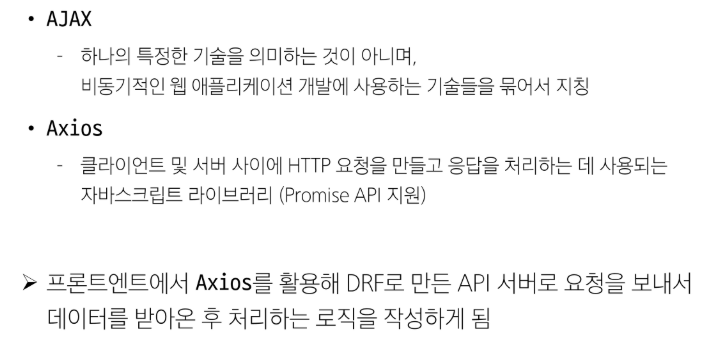 • AJAX
- 하나의 특정한 기술을 의미하는 것이 아니며,
비동기적인 웹 애플리케이션 개발에 사용하는 기술들을 묶어서 지칭
• Axios
- 클라이언트 및 서버 사이에 HTTP 요청을 만들고 응답을 처리하는 데 사용되는
자바스크립트 라이브러리 (Promise API 지원)
➢ 프론트엔트에서 Axios를 활용해 DRF로 만든 API 서버로 요청을 보내서
데이터를 받아온 후 처리하는 로직을 작성하게 됨